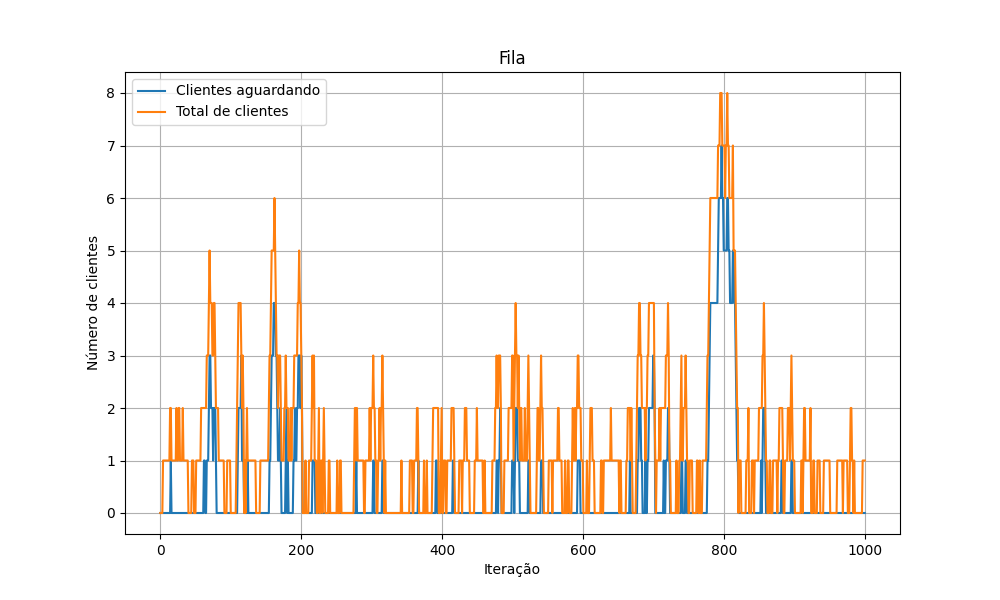 Fila
Clientes aguardando
Total de clientes
Número de clientes
8
7
6
5
4
3
2
1
0
0 200 400 600 800 1000
Iteração